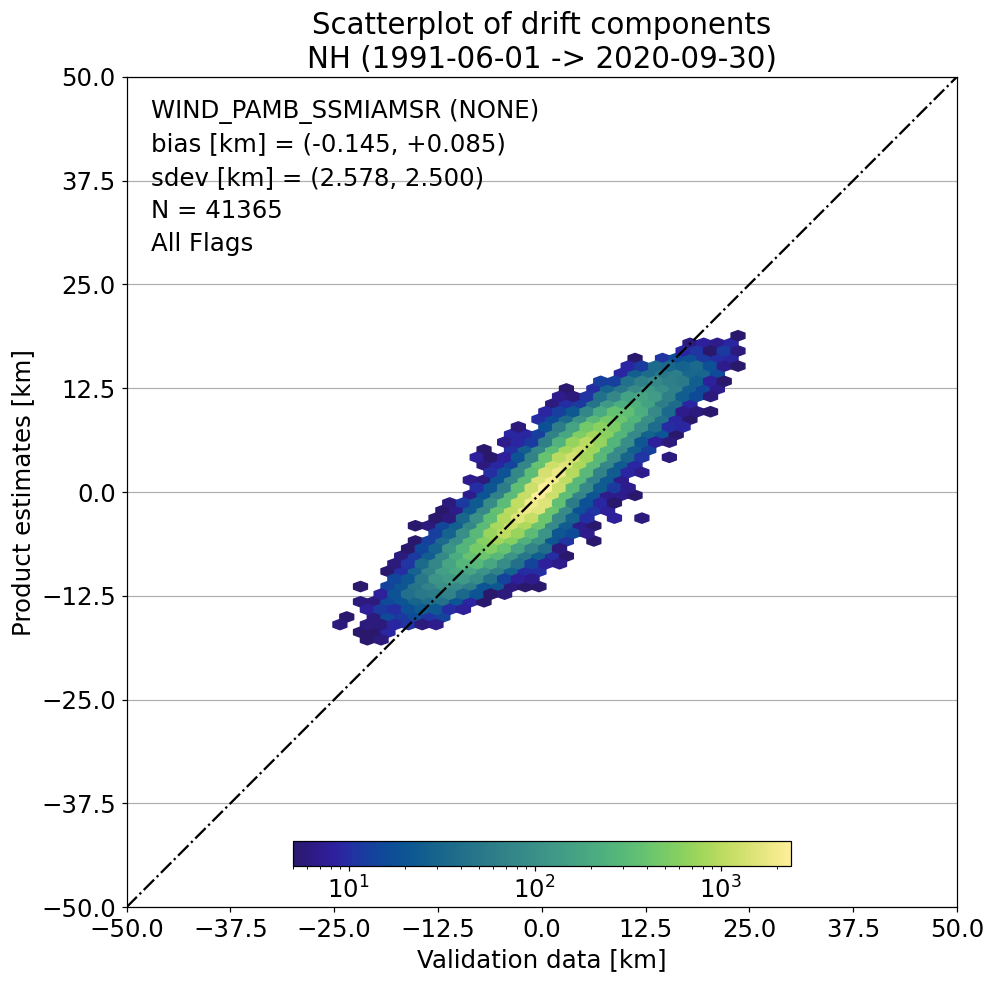 Scatterplot of drift components
NH (1991-06-01 -> 2020-09-30)
WIND_PAMB_SSMIAMSR (NONE)
bias [km] = (-0.145, +0.085)
sdev [km] = (2.578, 2.500)
N = 41365
All Flags
50.0
37.5
25.0
12.5
0.0
−12.5
−25.0
−37.5
−50.0
Product estimates [km]
10¹ 10² 10³
−50.0 −37.5 −25.0 −12.5 0.0 12.5 25.0 37.5 50.0
Validation data [km]